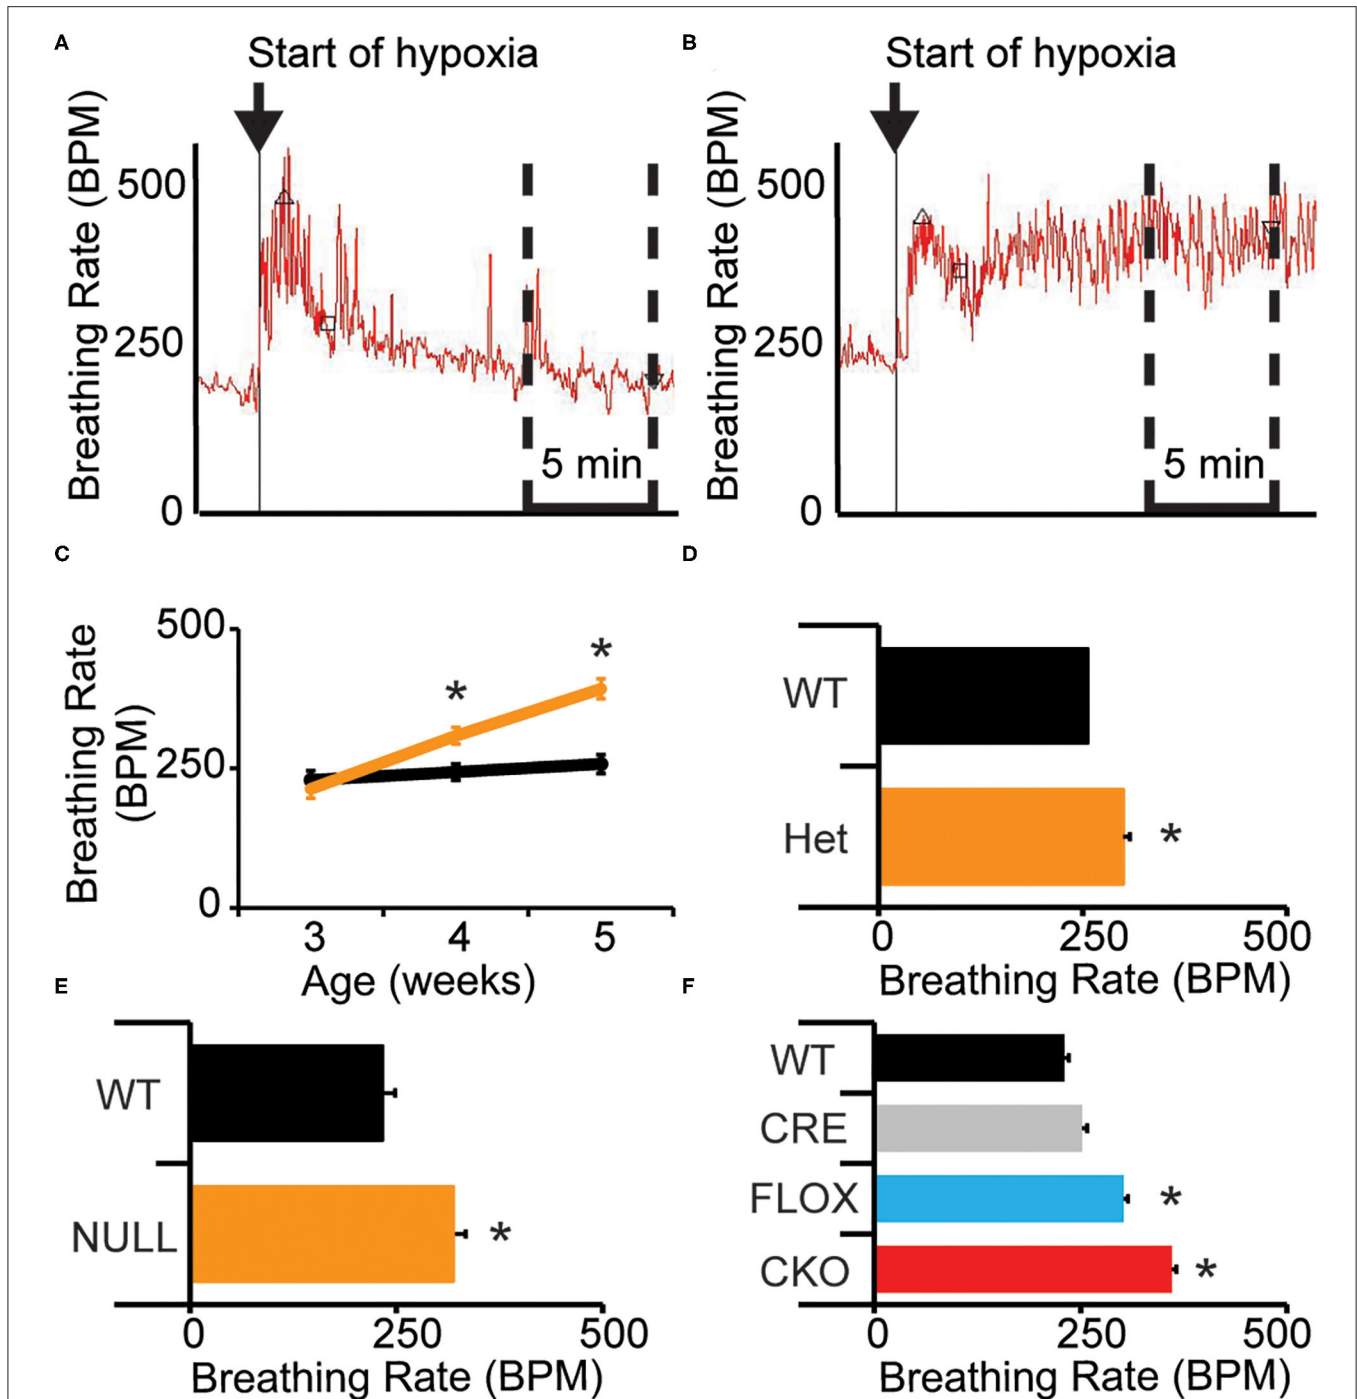 A
Start of hypoxia
Breathing Rate (BPM)
500
250
0
5 min
B
Start of hypoxia
Breathing Rate (BPM)
500
250
0
5 min
C
Breathing Rate
(BPM)
500
250
0
*
*
3 4 5
Age (weeks)
D
WT
Het
*
0 250 500
Breathing Rate (BPM)
E
WT
NULL
*
0 250 500
Breathing Rate (BPM)
F
WT
CRE
FLOX
*
CKO
*
0 250 500
Breathing Rate (BPM)